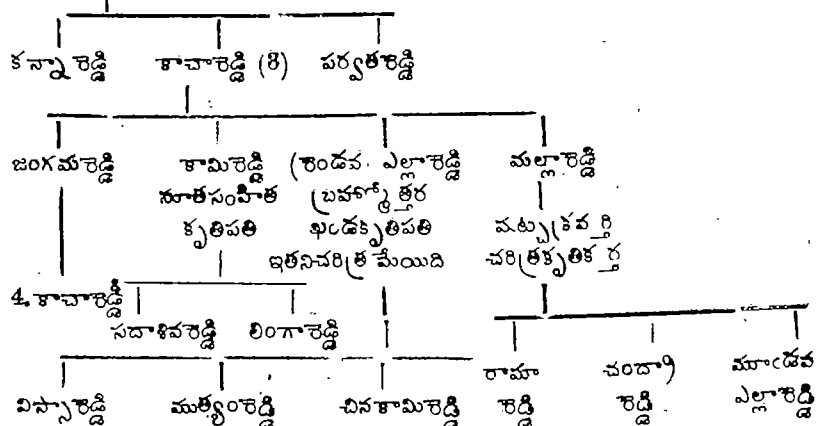 కన్నారెడ్డి కాచారెడ్డి (కి) పర్వతరెడ్డి
జంగమరెడ్డి కామిరెడ్డి (రెండవ ఎల్లారెడ్డి మల్లారెడ్డి
సూతసంహిత బ్రహ్మోత్తర
కృతిపతి ఖండకృతిపతి షట్చక్రవర్తి
ఇతనిచరిత్ర మేయిది చరిత్రకృతికర్త
4. కాచారెడ్డి
సదాశివరెడ్డి లింగారెడ్డి
రామా చంద్రా మూఁడవ
విస్సారెడ్డి ముత్యంరెడ్డి చినకామిరెడ్డి రెడ్డి రెడ్డి ఎల్లారెడ్డి